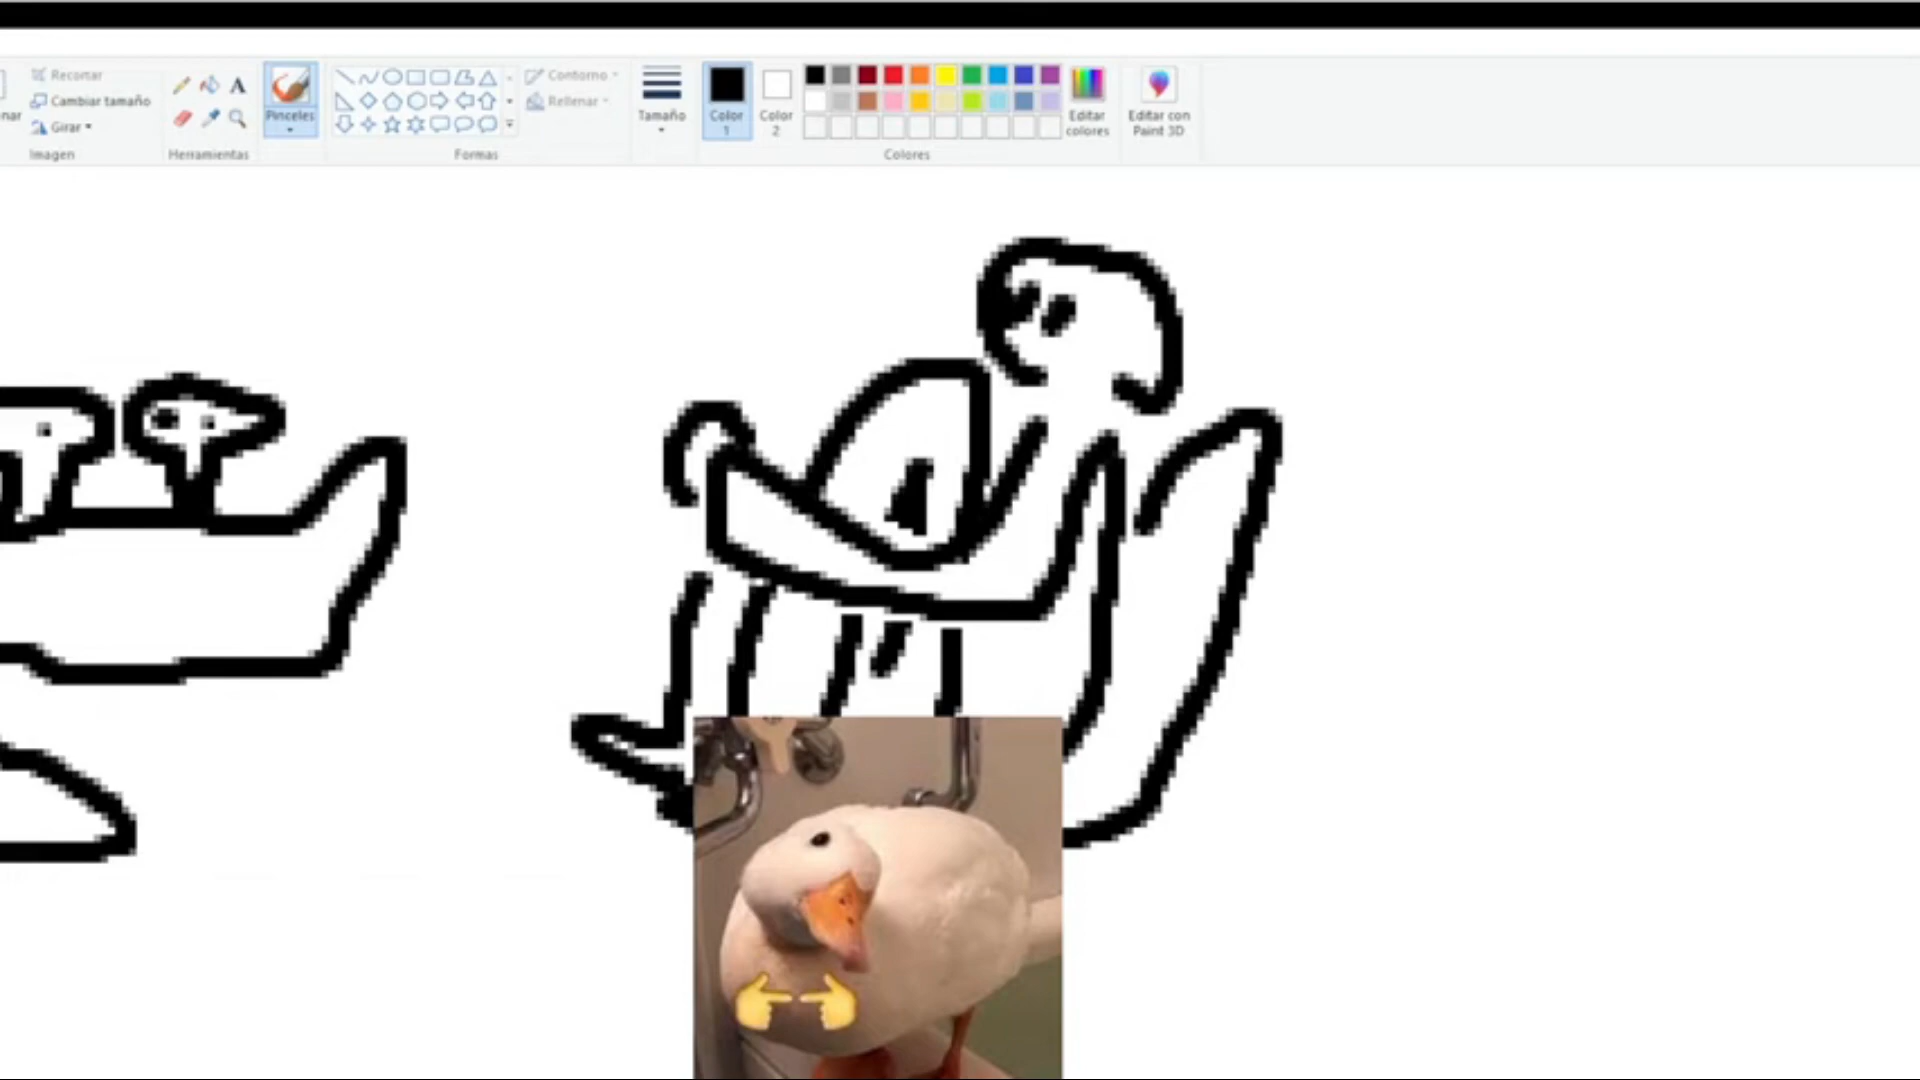 Recortar
Cambiar tamaño
Girar
nar
Imagen
Herramientas
Pinceles
Formas
Contorno
Rellenar
Tamaño
Color
1
Color
2
Colores
Editar
colores
Editar con
Paint 3D